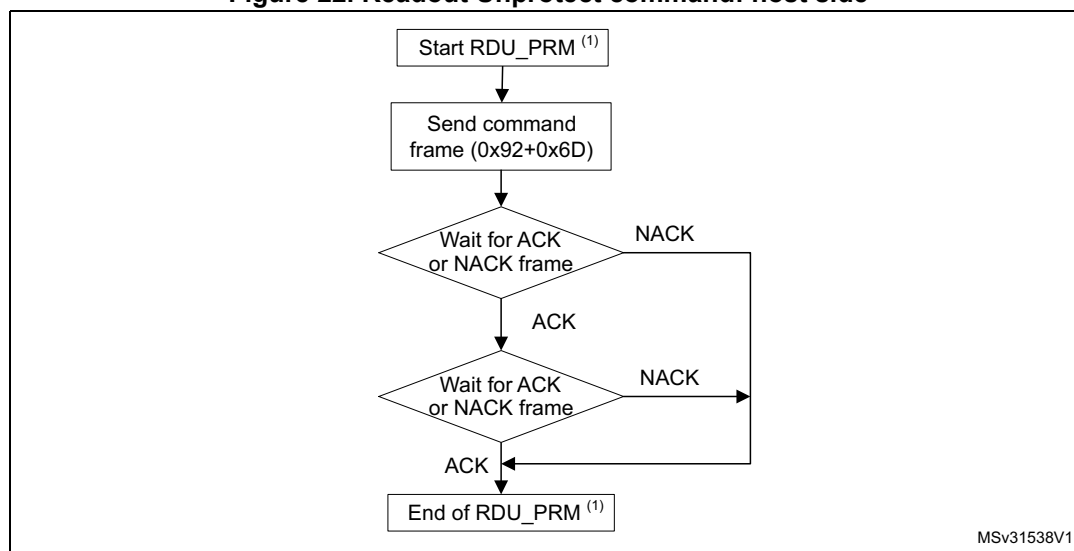 Figure 22. Readout Unprotect command: host side
Start RDU_PRM (1)
Send command
frame (0x92+0x6D)
Wait for ACK
or NACK frame
NACK
ACK
Wait for ACK
or NACK frame
NACK
ACK
End of RDU_PRM (1)
MSv31538V1